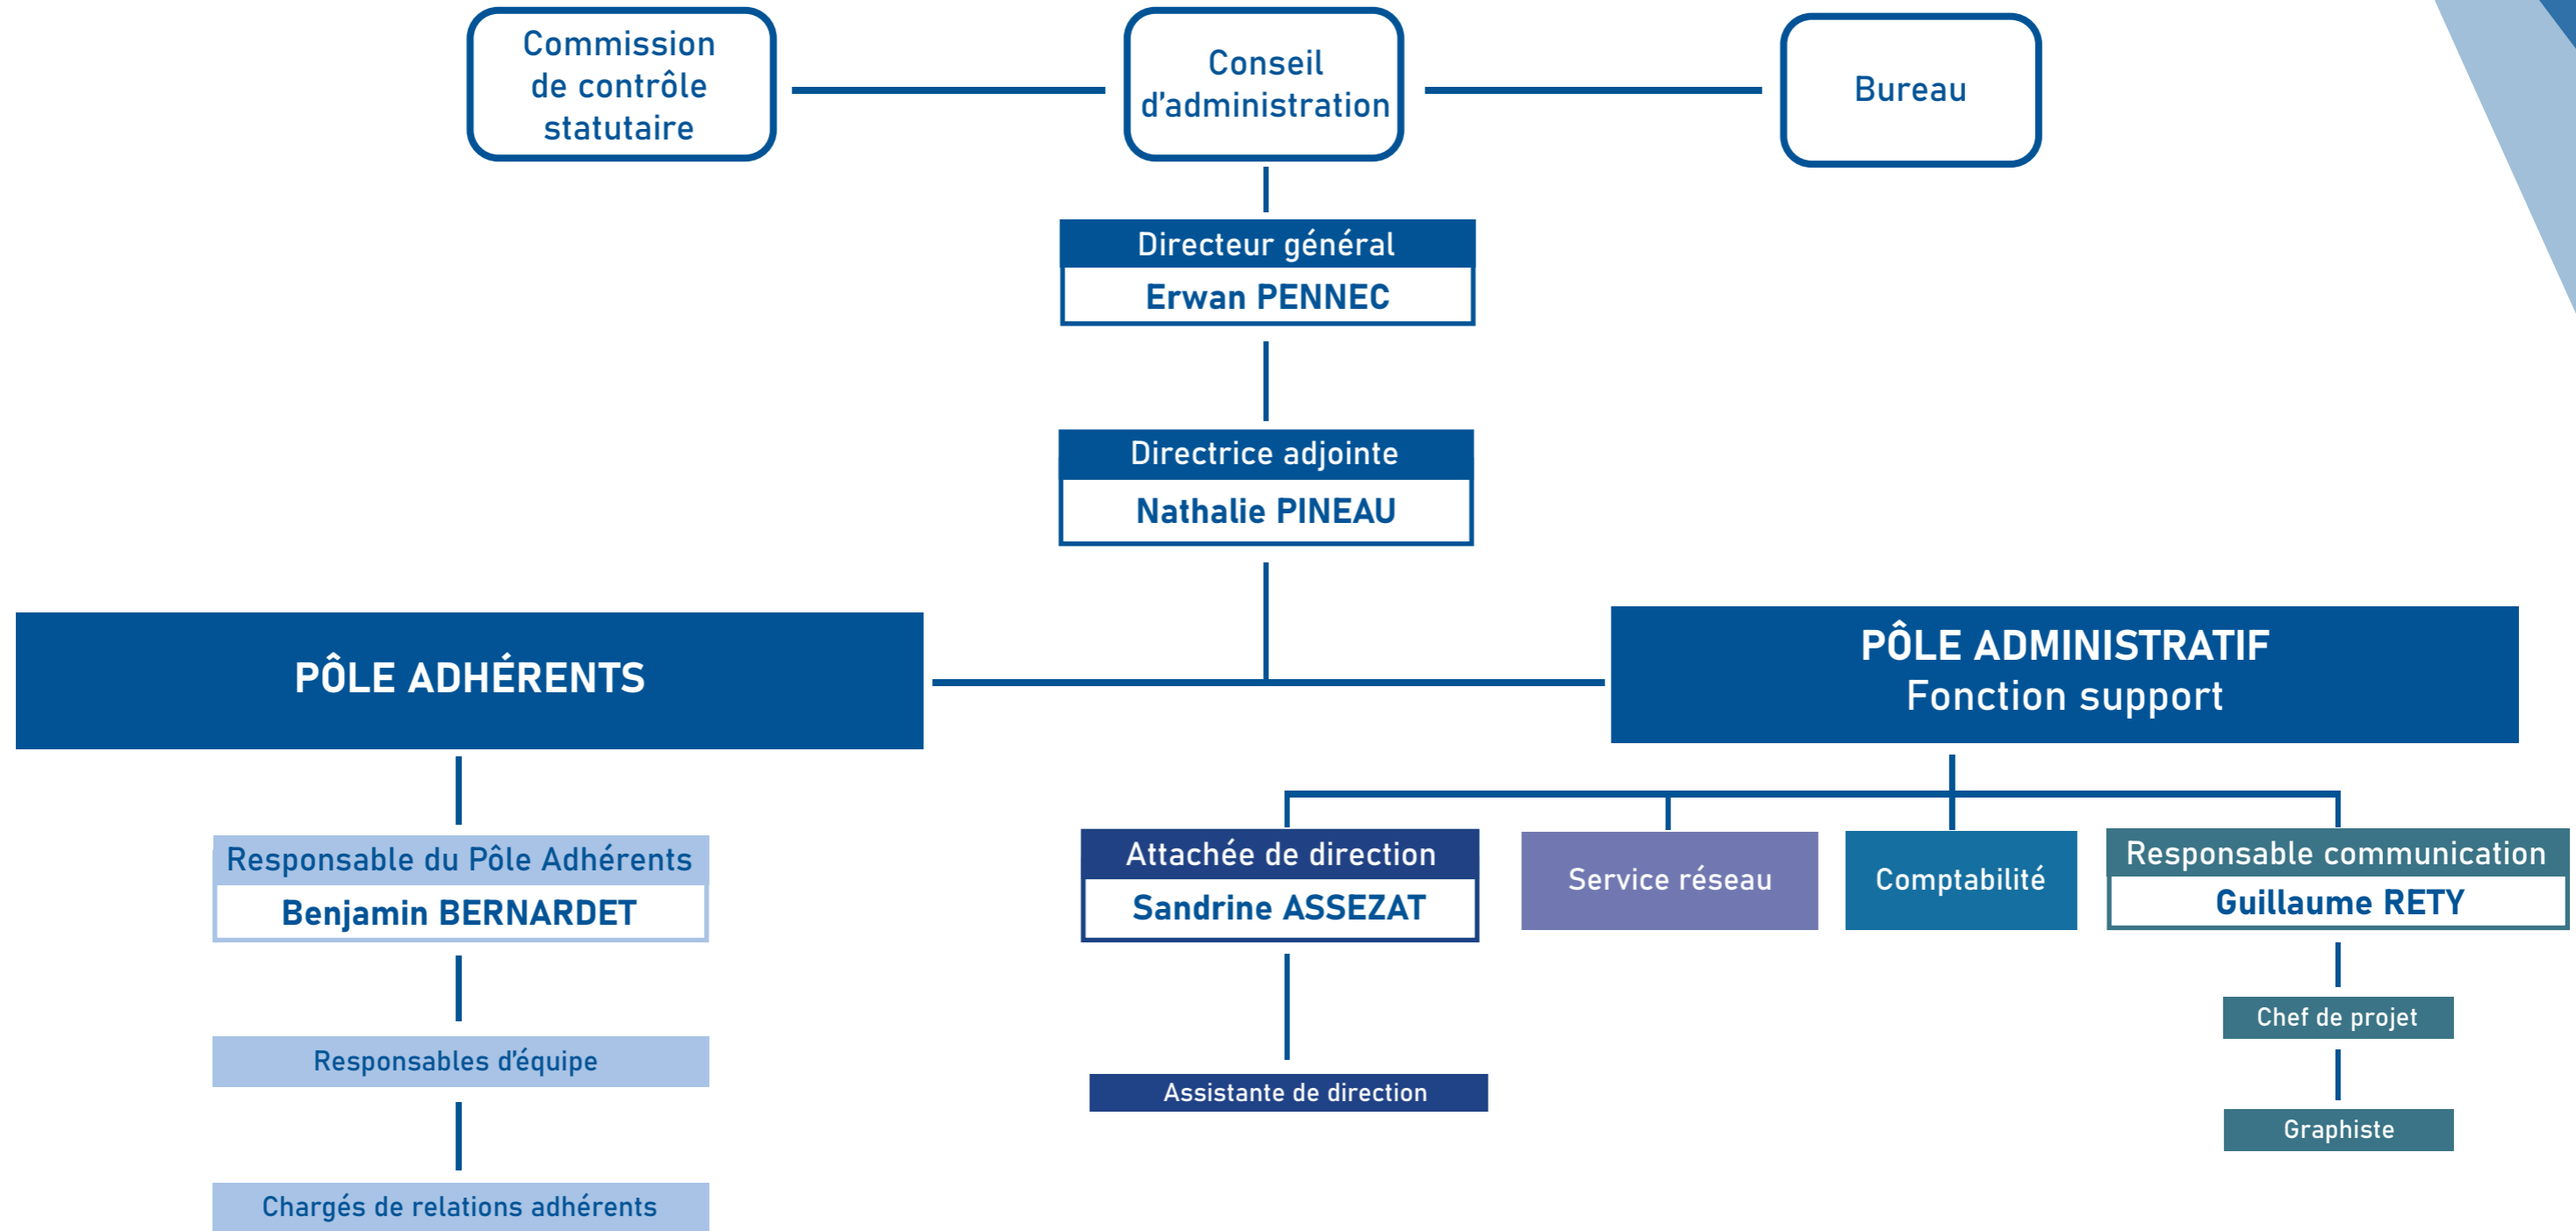 Commission
de contrôle
statutaire
Conseil
d'administration
Bureau
Directeur général
Erwan PENNEC
Directrice adjointe
Nathalie PINEAU
PÔLE ADHÉRENTS
PÔLE ADMINISTRATIF
Fonction support
Responsable du Pôle Adhérents
Benjamin BERNARDET
Responsables d'équipe
Chargés de relations adhérents
Attachée de direction
Sandrine ASSEZAT
Assistante de direction
Service réseau
Comptabilité
Responsable communication
Guillaume RETY
Chef de projet
Graphiste